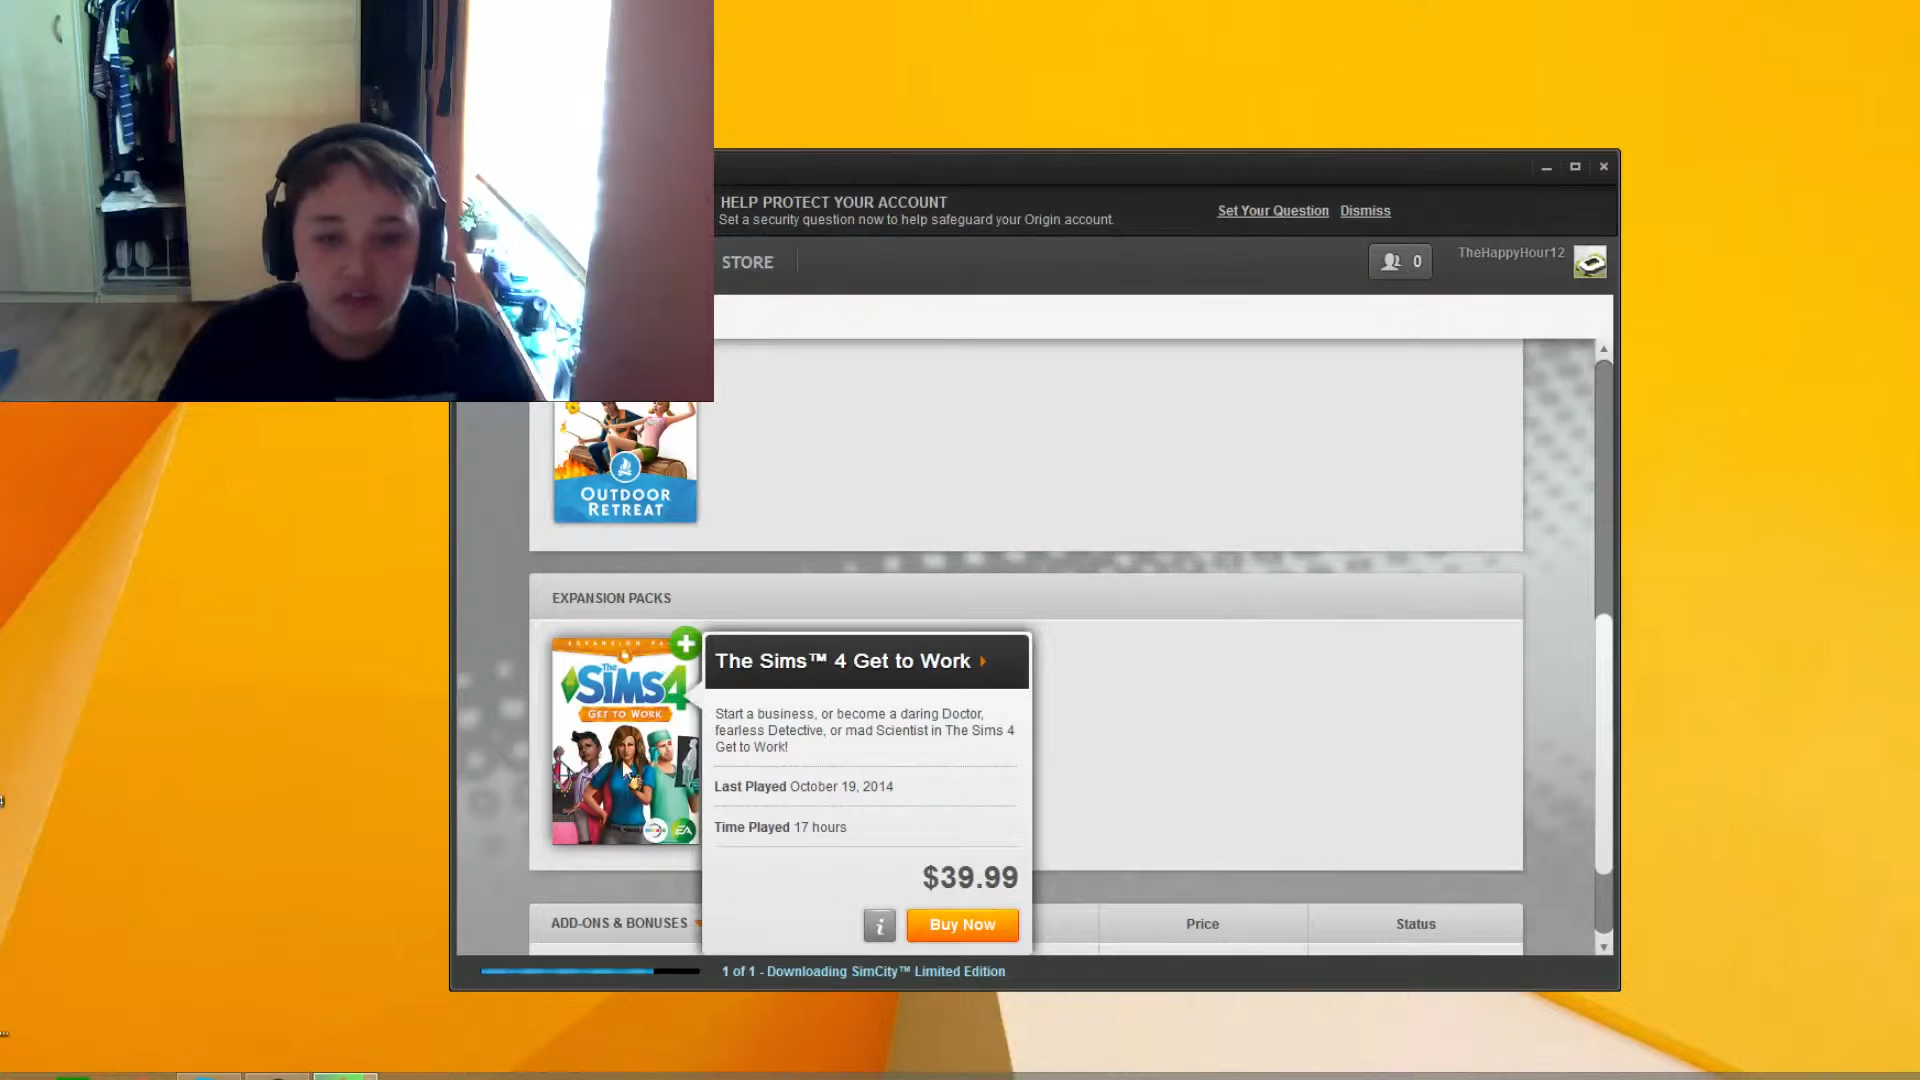 HELP PROTECT YOUR ACCOUNT
Set a security question now to help safeguard your Origin account.
Set Your Question
Dismiss
STORE
0
TheHappyHour12
OUTDOOR
RETREAT
EXPANSION PACKS
The
SIMS 4
GET TO WORK
EA
The Sims™ 4 Get to Work
Start a business, or become a daring Doctor,
fearless Detective, or mad Scientist in The Sims 4
Get to Work!
Last Played October 19, 2014
Time Played 17 hours
$39.99
i
Buy Now
ADD-ONS & BONUSES
Price
Status
1 of 1 - Downloading SimCity™ Limited Edition